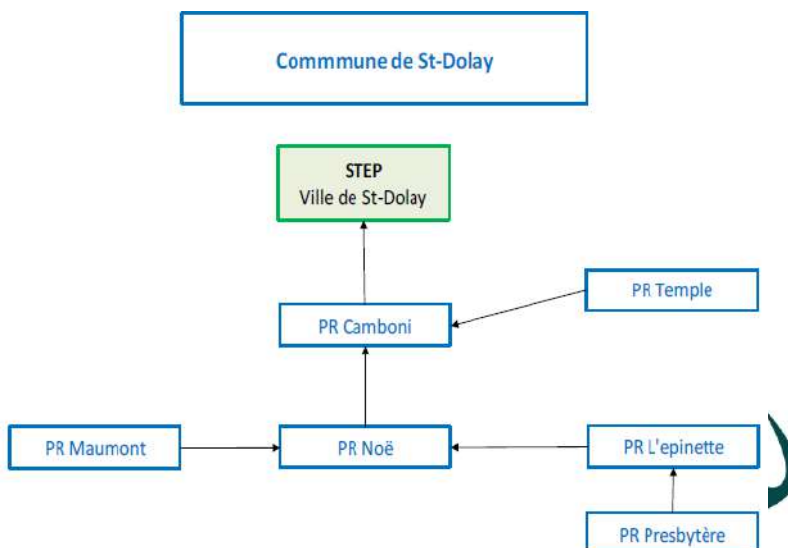 Commmune de St-Dolay
STEP
Ville de St-Dolay
PR Temple
PR Camboni
PR Maumont
PR Noë
PR L'epinette
PR Presbytère